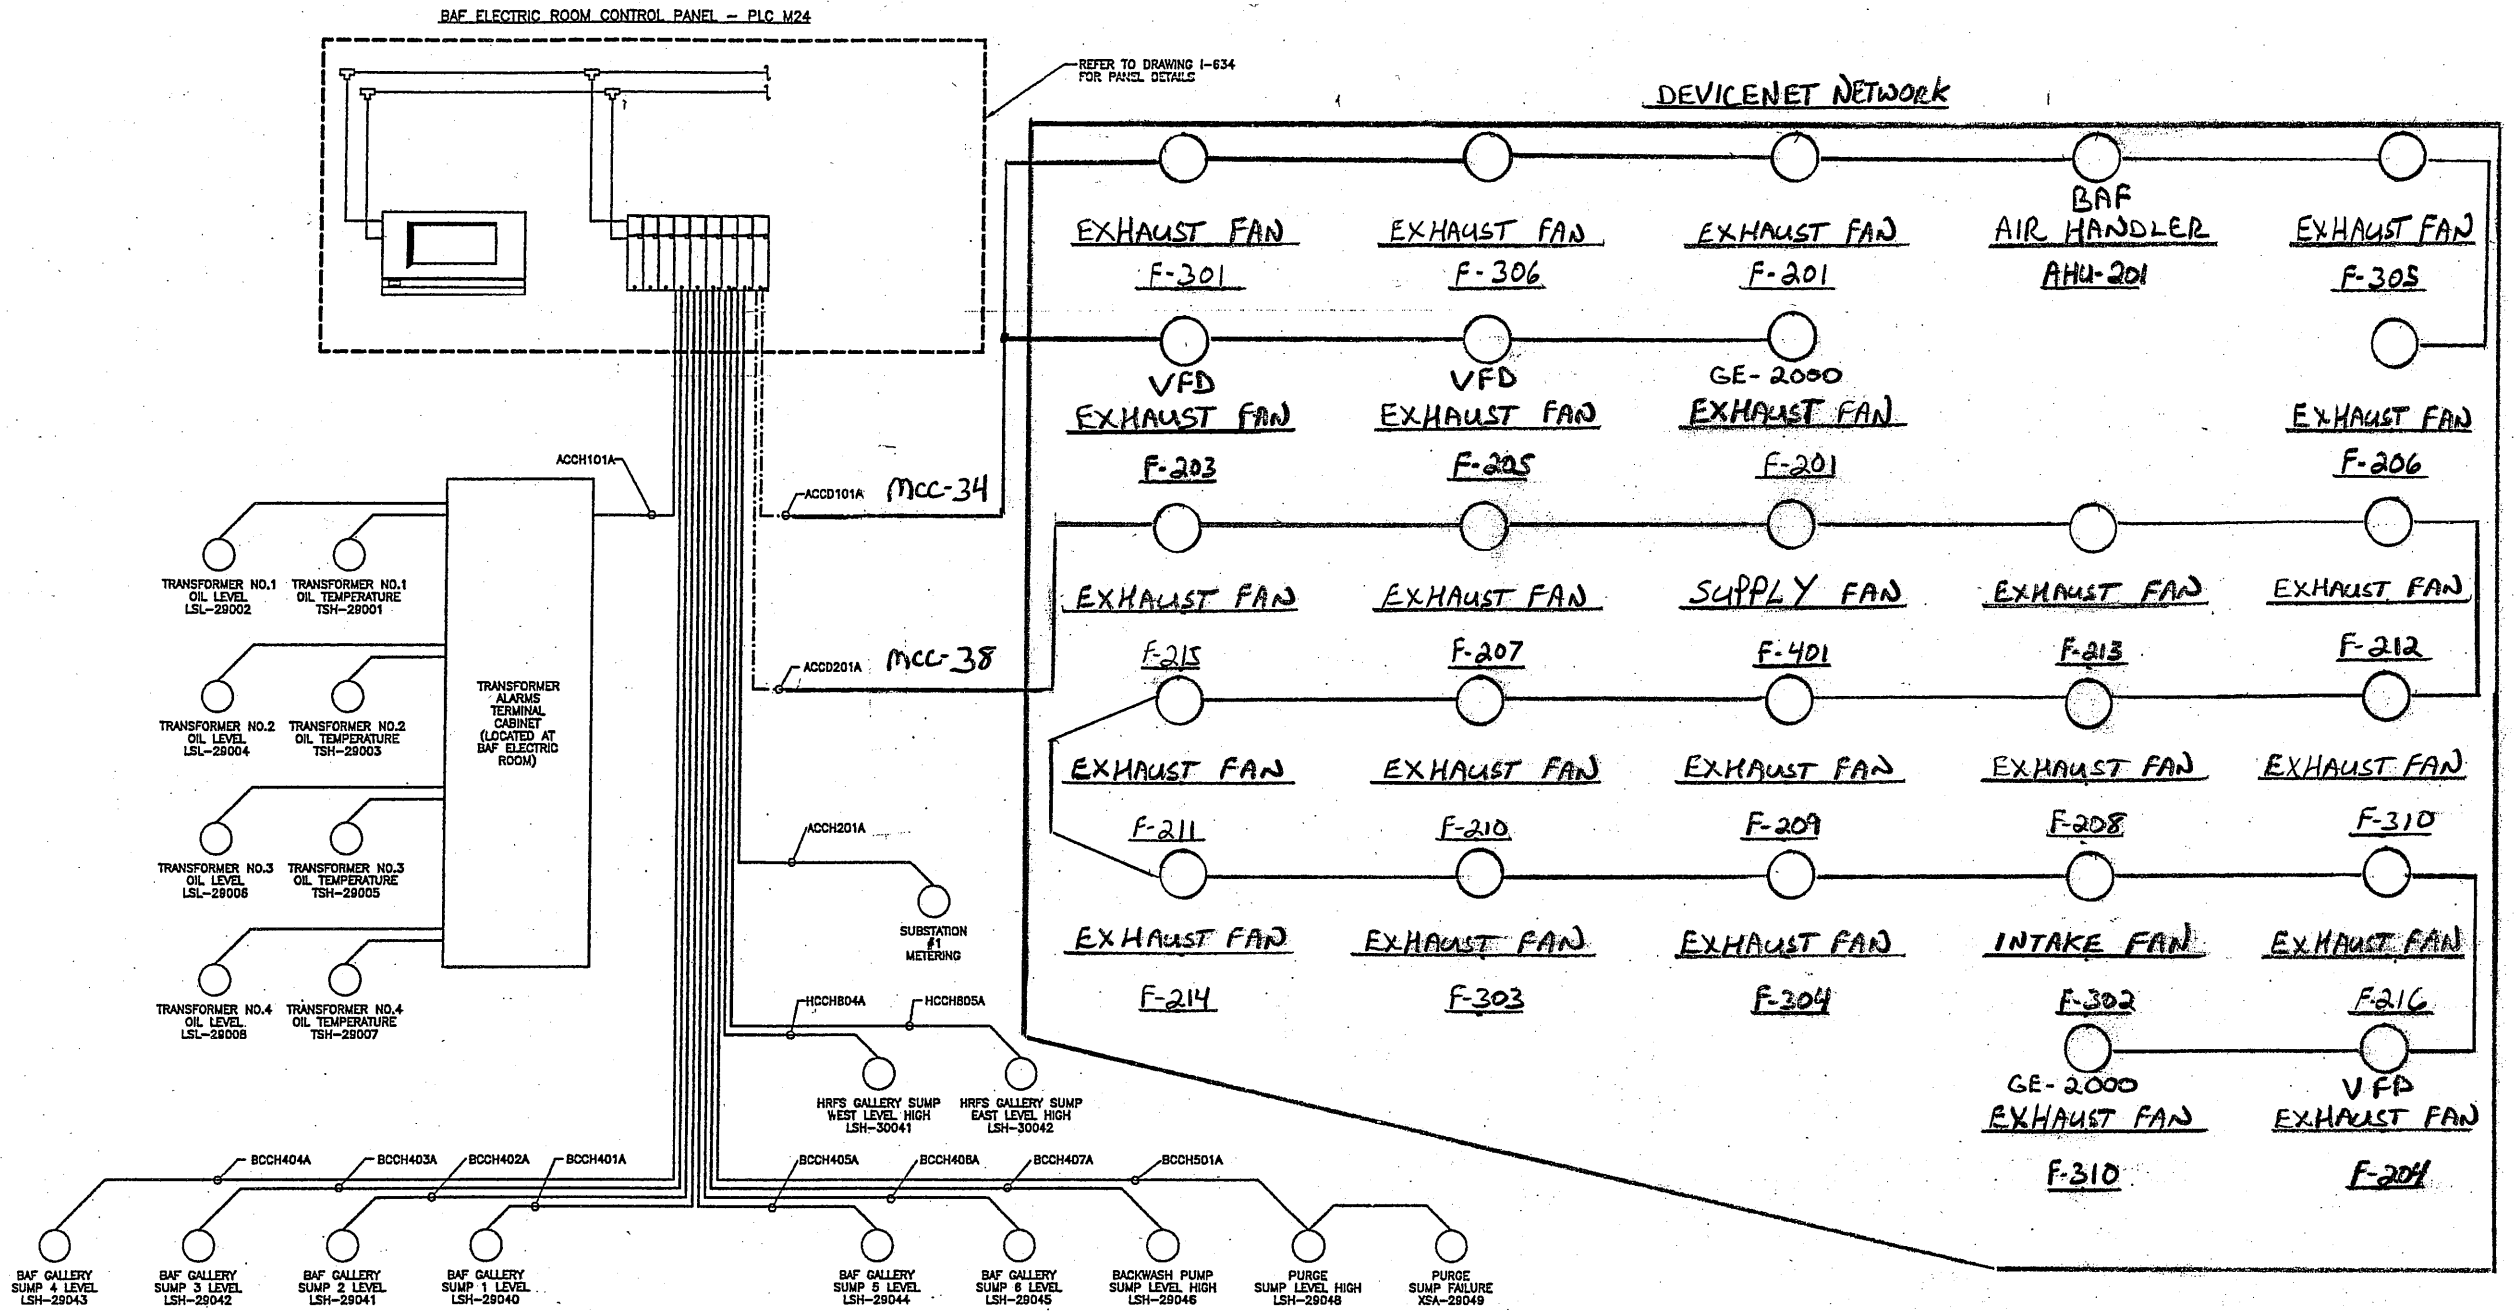 BAF ELECTRIC ROOM CONTROL PANEL – PLC M24
REFER TO DRAWING I-634
FOR PANEL DETAILS
DEVICENET NETWORK
EXHAUST FAN
F-301
EXHAUST FAN
F-306
EXHAUST FAN
F-201
BAF
AIR HANDLER
AHU-201
EXHAUST FAN
F-305
VFD
EXHAUST FAN
F-203
VFD
EXHAUST FAN
F-205
GE-2000
EXHAUST FAN
F-201
EXHAUST FAN
F-206
ACCD101A
MCC-34
EXHAUST FAN
F-215
EXHAUST FAN
F-207
SUPPLY FAN
F-401
EXHAUST FAN
F-213
EXHAUST FAN
F-212
ACCD201A
MCC-38
EXHAUST FAN
F-211
EXHAUST FAN
F-210
EXHAUST FAN
F-209
EXHAUST FAN
F-208
EXHAUST FAN
F-310
EXHAUST FAN
F-214
EXHAUST FAN
F-303
EXHAUST FAN
F-304
INTAKE FAN
F-302
EXHAUST FAN
F-216
GE-2000
EXHAUST FAN
F-310
VFD
EXHAUST FAN
F-204
ACCH101A
TRANSFORMER NO.1
OIL LEVEL
LSL-29002
TRANSFORMER NO.1
OIL TEMPERATURE
TSH-29001
TRANSFORMER NO.2
OIL LEVEL
LSL-29004
TRANSFORMER NO.2
OIL TEMPERATURE
TSH-29003
TRANSFORMER
ALARMS
TERMINAL
CABINET
(LOCATED AT
BAF ELECTRIC
ROOM)
TRANSFORMER NO.3
OIL LEVEL
LSL-29006
TRANSFORMER NO.3
OIL TEMPERATURE
TSH-29005
TRANSFORMER NO.4
OIL LEVEL
LSL-29008
TRANSFORMER NO.4
OIL TEMPERATURE
TSH-29007
ACCH201A
SUBSTATION
#1
METERING
HCCH804A
HCCH805A
HRFS GALLERY SUMP
WEST LEVEL HIGH
LSH-30041
HRFS GALLERY SUMP
EAST LEVEL HIGH
LSH-30042
BCCH404A
BCCH403A
BCCH402A
BCCH401A
BCCH405A
BCCH406A
BCCH407A
BCCH501A
BAF GALLERY
SUMP 4 LEVEL
LSH-29043
BAF GALLERY
SUMP 3 LEVEL
LSH-29042
BAF GALLERY
SUMP 2 LEVEL
LSH-29041
BAF GALLERY
SUMP 1 LEVEL
LSH-29040
BAF GALLERY
SUMP 5 LEVEL
LSH-29044
BAF GALLERY
SUMP 6 LEVEL
LSH-29045
BACKWASH PUMP
SUMP LEVEL HIGH
LSH-29046
PURGE
SUMP LEVEL HIGH
LSH-29048
PURGE
SUMP FAILURE
XSA-29049